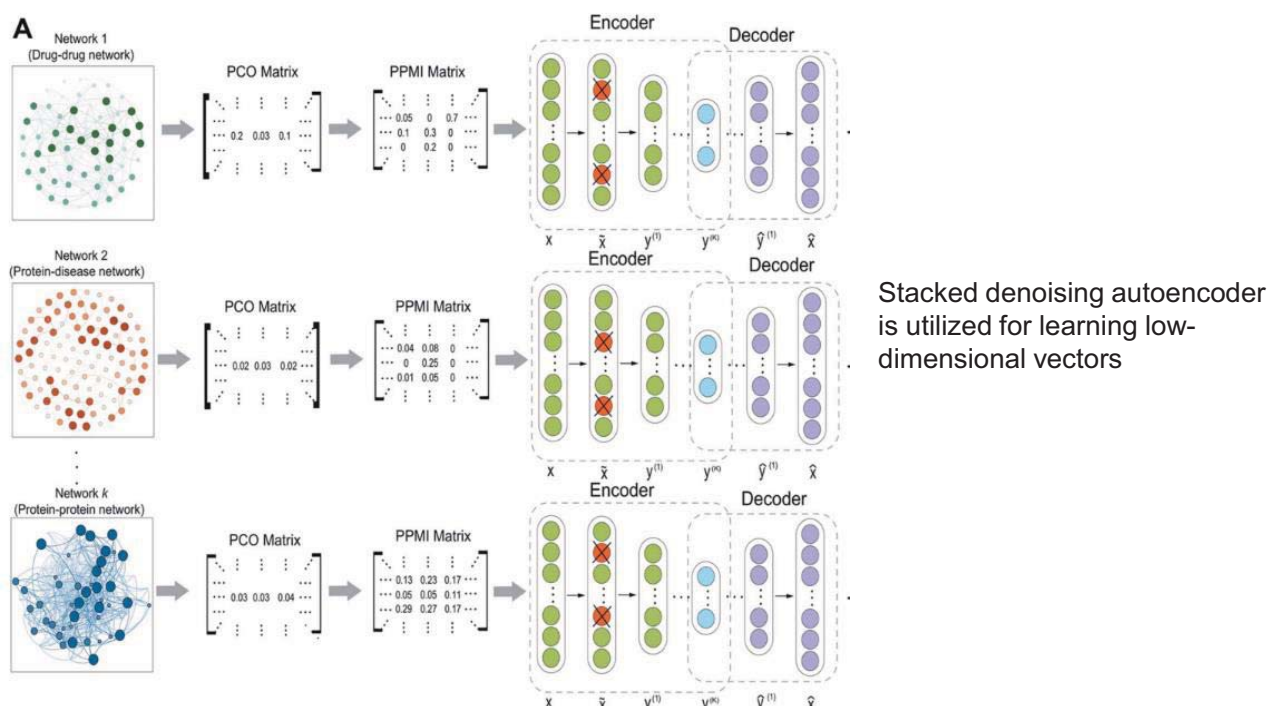 A
Network 1
(Drug-drug network)
PCO Matrix
0.2 0.03 0.1
PPMI Matrix
0.05 0 0.7
0.1 0.3 0
0 0.2 0
Encoder
Decoder
x x̃ y(1) y(K) ŷ(1) x̂
Network 2
(Protein-disease network)
PCO Matrix
0.02 0.03 0.02
PPMI Matrix
0.04 0.08 0
0 0.25 0
0.01 0.05 0
Encoder
Decoder
x x̃ y(1) y(K) ŷ(1) x̂
Network k
(Protein-protein network)
PCO Matrix
0.03 0.03 0.04
PPMI Matrix
0.13 0.23 0.17
0.05 0.05 0.11
0.29 0.27 0.17
Encoder
Decoder
x x̃ y(1) y(K) ŷ(1) x̂
Stacked denoising autoencoder
is utilized for learning low-
dimensional vectors